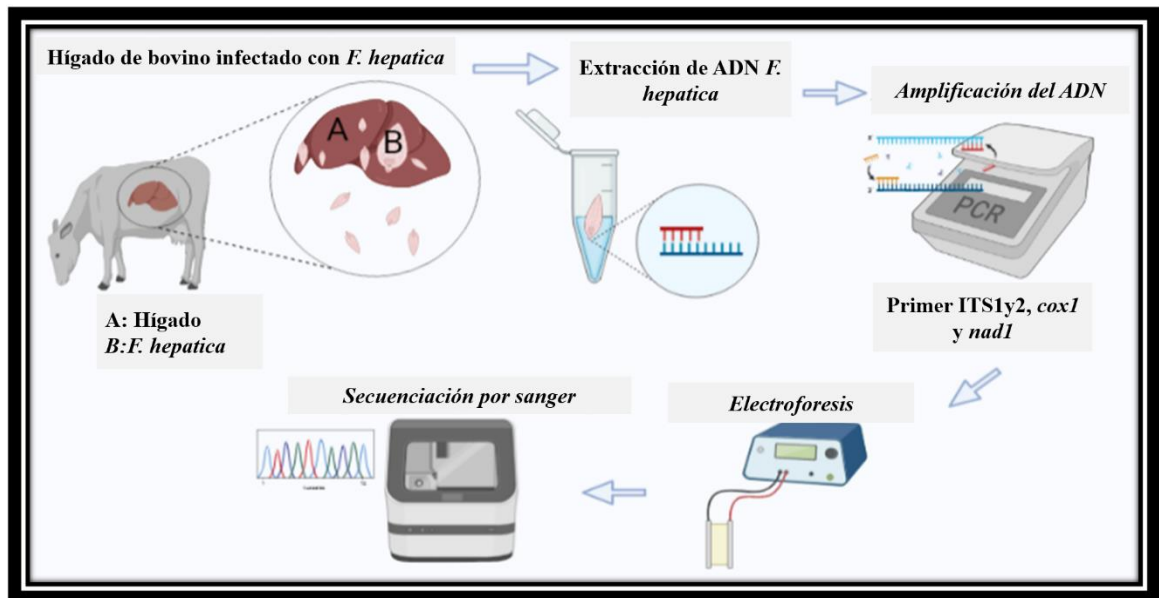 Hígado de bovino infectado con F. hepatica
Extracción de ADN F.
hepatica
Amplificación del ADN
A
B
PCR
A: Hígado
B:F. hepatica
Primer ITS1y2, cox1
y nad1
Secuenciación por sanger
Electroforesis